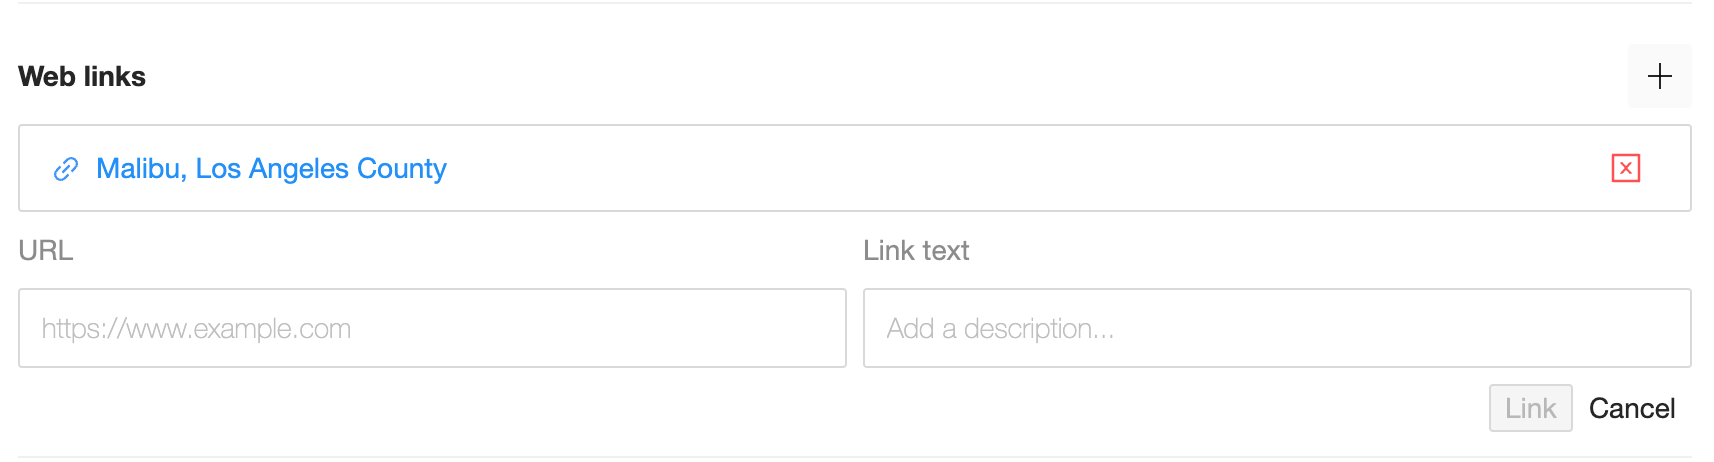 Web links
Malibu, Los Angeles County
URL
Link text
https://www.example.com
Add a description...
Link
Cancel